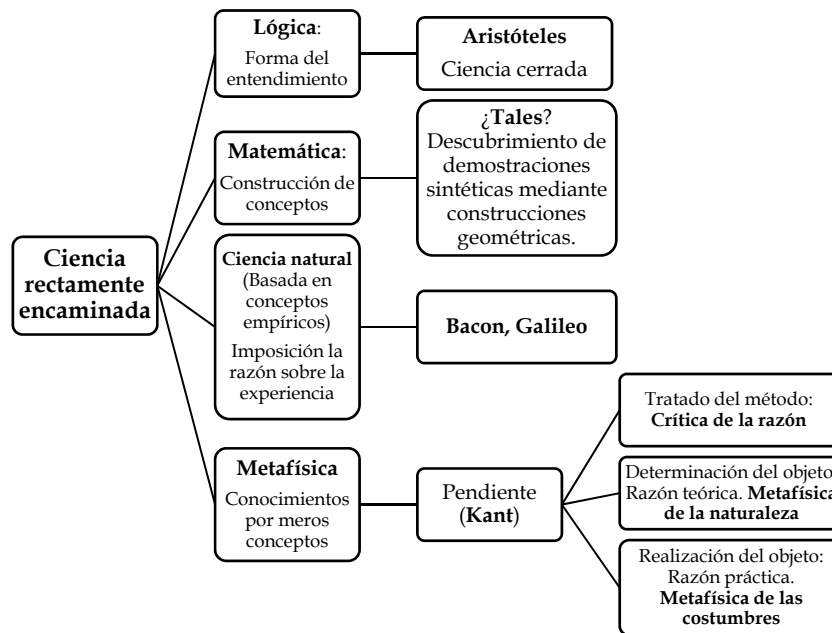 Ciencia
rectamente
encaminada
Lógica:
Forma del
entendimiento
Aristóteles
Ciencia cerrada
Matemática:
Construcción de
conceptos
¿Tales?
Descubrimiento de
demostraciones
sintéticas mediante
construcciones
geométricas.
Ciencia natural
(Basada en
conceptos
empíricos)
Imposición la
razón sobre la
experiencia
Bacon, Galileo
Metafísica
Conocimientos
por meros
conceptos
Pendiente
(Kant)
Tratado del método:
Crítica de la razón
Determinación del objeto
Razón teórica. Metafísica
de la naturaleza
Realización del objeto:
Razón práctica.
Metafísica de las
costumbres